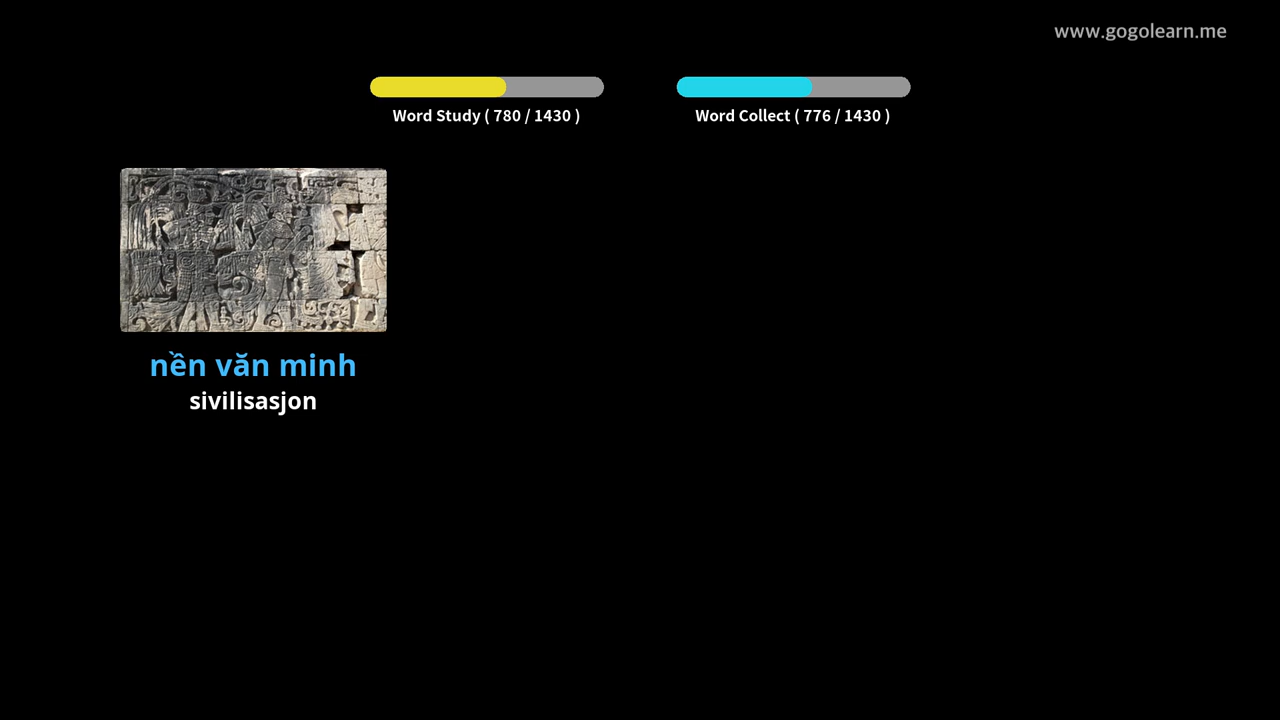 www.gogolearn.me
Word Study ( 780 / 1430 )
Word Collect ( 776 / 1430 )
nền văn minh
sivilisasjon